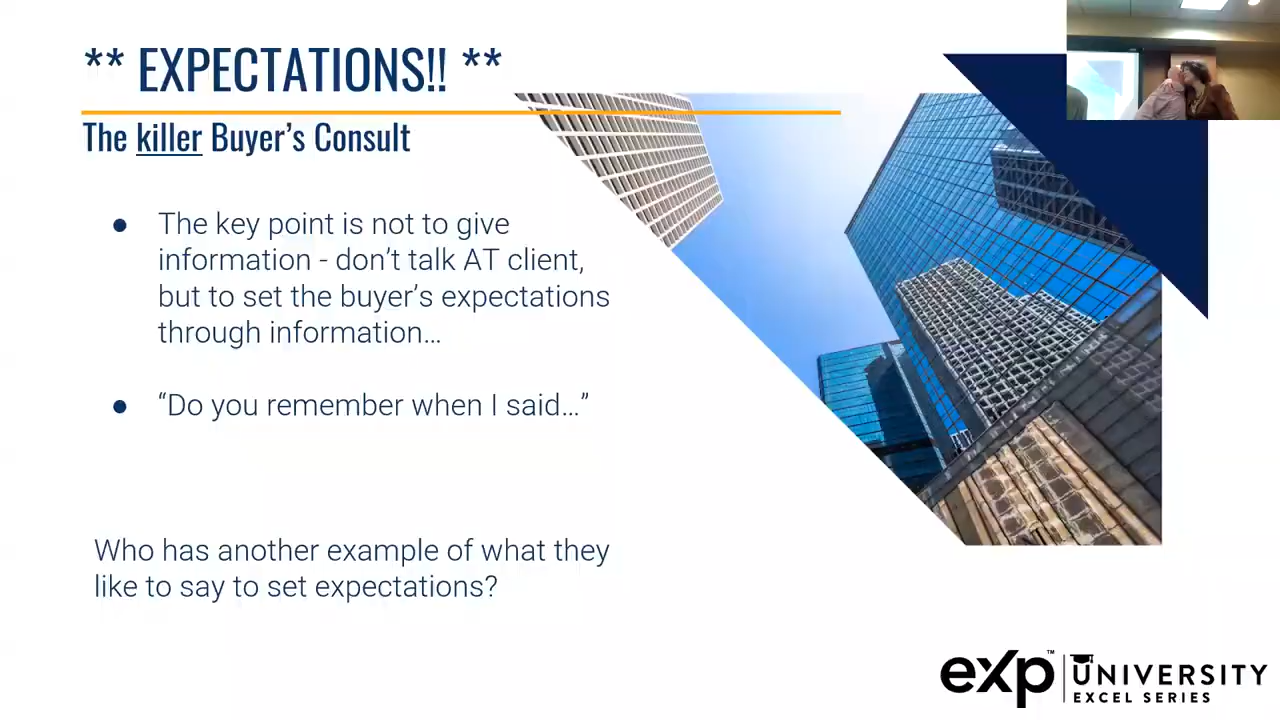 ** EXPECTATIONS!! **
The killer Buyer’s Consult
● The key point is not to give
information - don’t talk AT client,
but to set the buyer’s expectations
through information…
● “Do you remember when I said…”
Who has another example of what they
like to say to set expectations?
eXp™ UNIVERSITY
EXCEL SERIES